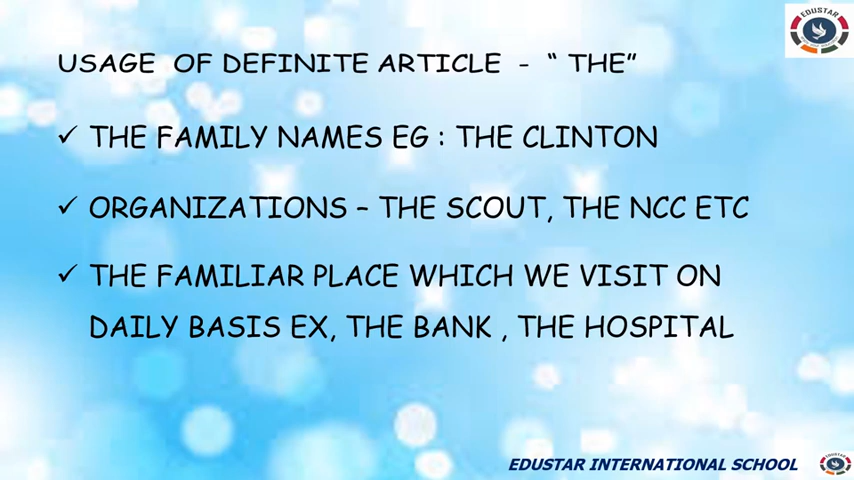 EDUSTAR
USAGE OF DEFINITE ARTICLE - “ THE”
✓ THE FAMILY NAMES EG : THE CLINTON
✓ ORGANIZATIONS – THE SCOUT, THE NCC ETC
✓ THE FAMILIAR PLACE WHICH WE VISIT ON
DAILY BASIS EX, THE BANK , THE HOSPITAL
EDUSTAR INTERNATIONAL SCHOOL